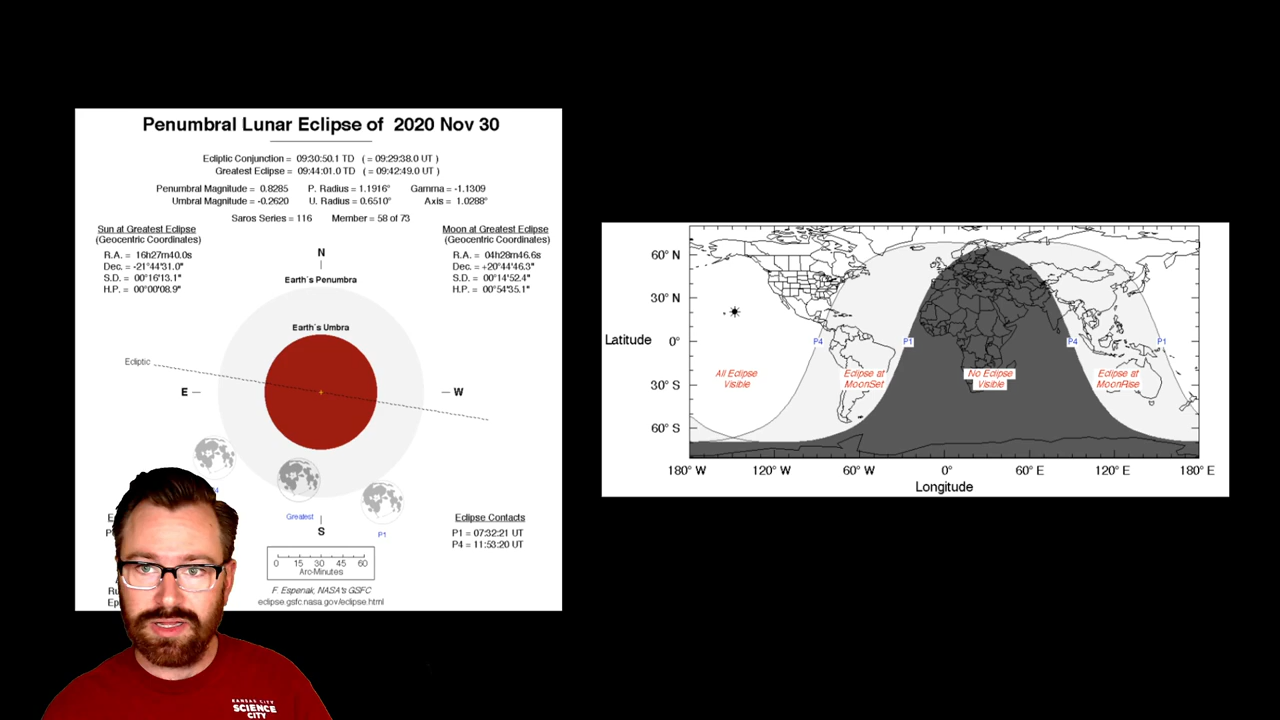 Penumbral Lunar Eclipse of 2020 Nov 30
Ecliptic Conjunction = 09:30:50.1 TD (= 09:29:38.0 UT)
Greatest Eclipse = 09:44:01.0 TD (= 09:42:49.0 UT)
Penumbral Magnitude = 0.8285 P. Radius = 1.1916° Gamma = -1.1309
Umbral Magnitude = -0.2620 U. Radius = 0.6510° Axis = 1.0288°
Saros Series = 116 Member = 58 of 73
Sun at Greatest Eclipse
(Geocentric Coordinates)
R.A. = 16h27m40.0s
Dec. = -21°44'31.0"
S.D. = 00°16'13.1"
H.P. = 00°00'08.9"
Moon at Greatest Eclipse
(Geocentric Coordinates)
R.A. = 04h28m46.6s
Dec. = +20°44'46.3"
S.D. = 00°14'52.4"
H.P. = 00°54'35.1"
N
Earth's Penumbra
Earth's Umbra
Ecliptic
E
W
Greatest
S
P1
Eclipse Contacts
P1 = 07:32:21 UT
P4 = 11:53:20 UT
0 15 30 45 60
Arc-Minutes
F. Espenak, NASA's GSFC
eclipse.gsfc.nasa.gov/eclipse.html
KANSAS CITY
SCIENCE
CITY
60° N
30° N
Latitude
0°
30° S
60° S
P4
P1
P4
P1
All Eclipse
Visible
Eclipse at
MoonSet
No Eclipse
Visible
Eclipse at
MoonRise
180° W 120° W 60° W 0° 60° E 120° E 180° E
Longitude